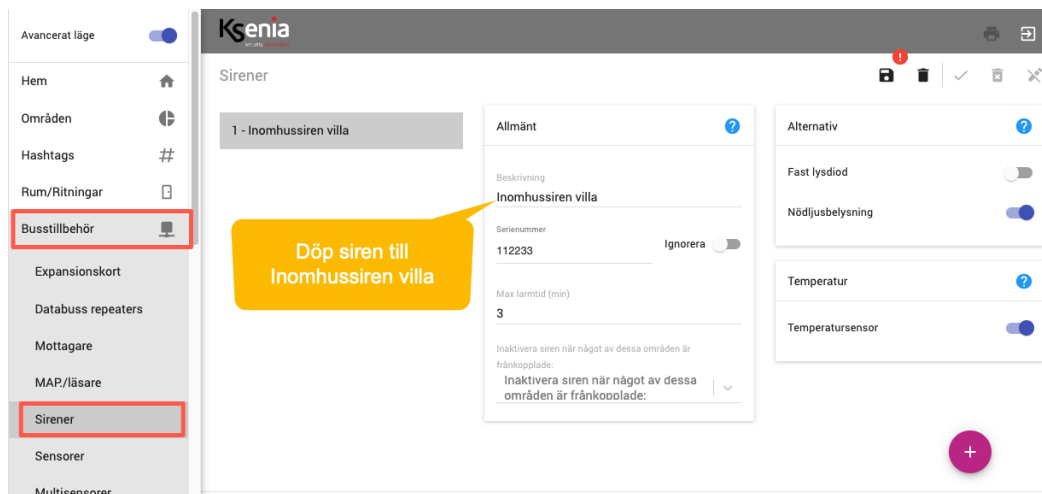 Avancerat läge
Ksenia
security innovation
Hem
Områden
Hashtags
Rum/Ritningar
Busstillbehör
Expansionskort
Databuss repeaters
Mottagare
MAP./läsare
Sirener
Sensorer
Multisensorer
Sirener
!
1 - Inomhussiren villa
Döp siren till
Inomhussiren villa
Allmänt
?
Beskrivning
Inomhussiren villa
Serienummer
112233
Ignorera
Max larmtid (min)
3
Inaktivera siren när något av dessa områden är
frånkopplade:
Inaktivera siren när något av dessa
områden är frånkopplade:
Alternativ
?
Fast lysdiod
Nödljusbelysning
Temperatur
?
Temperatursensor
+